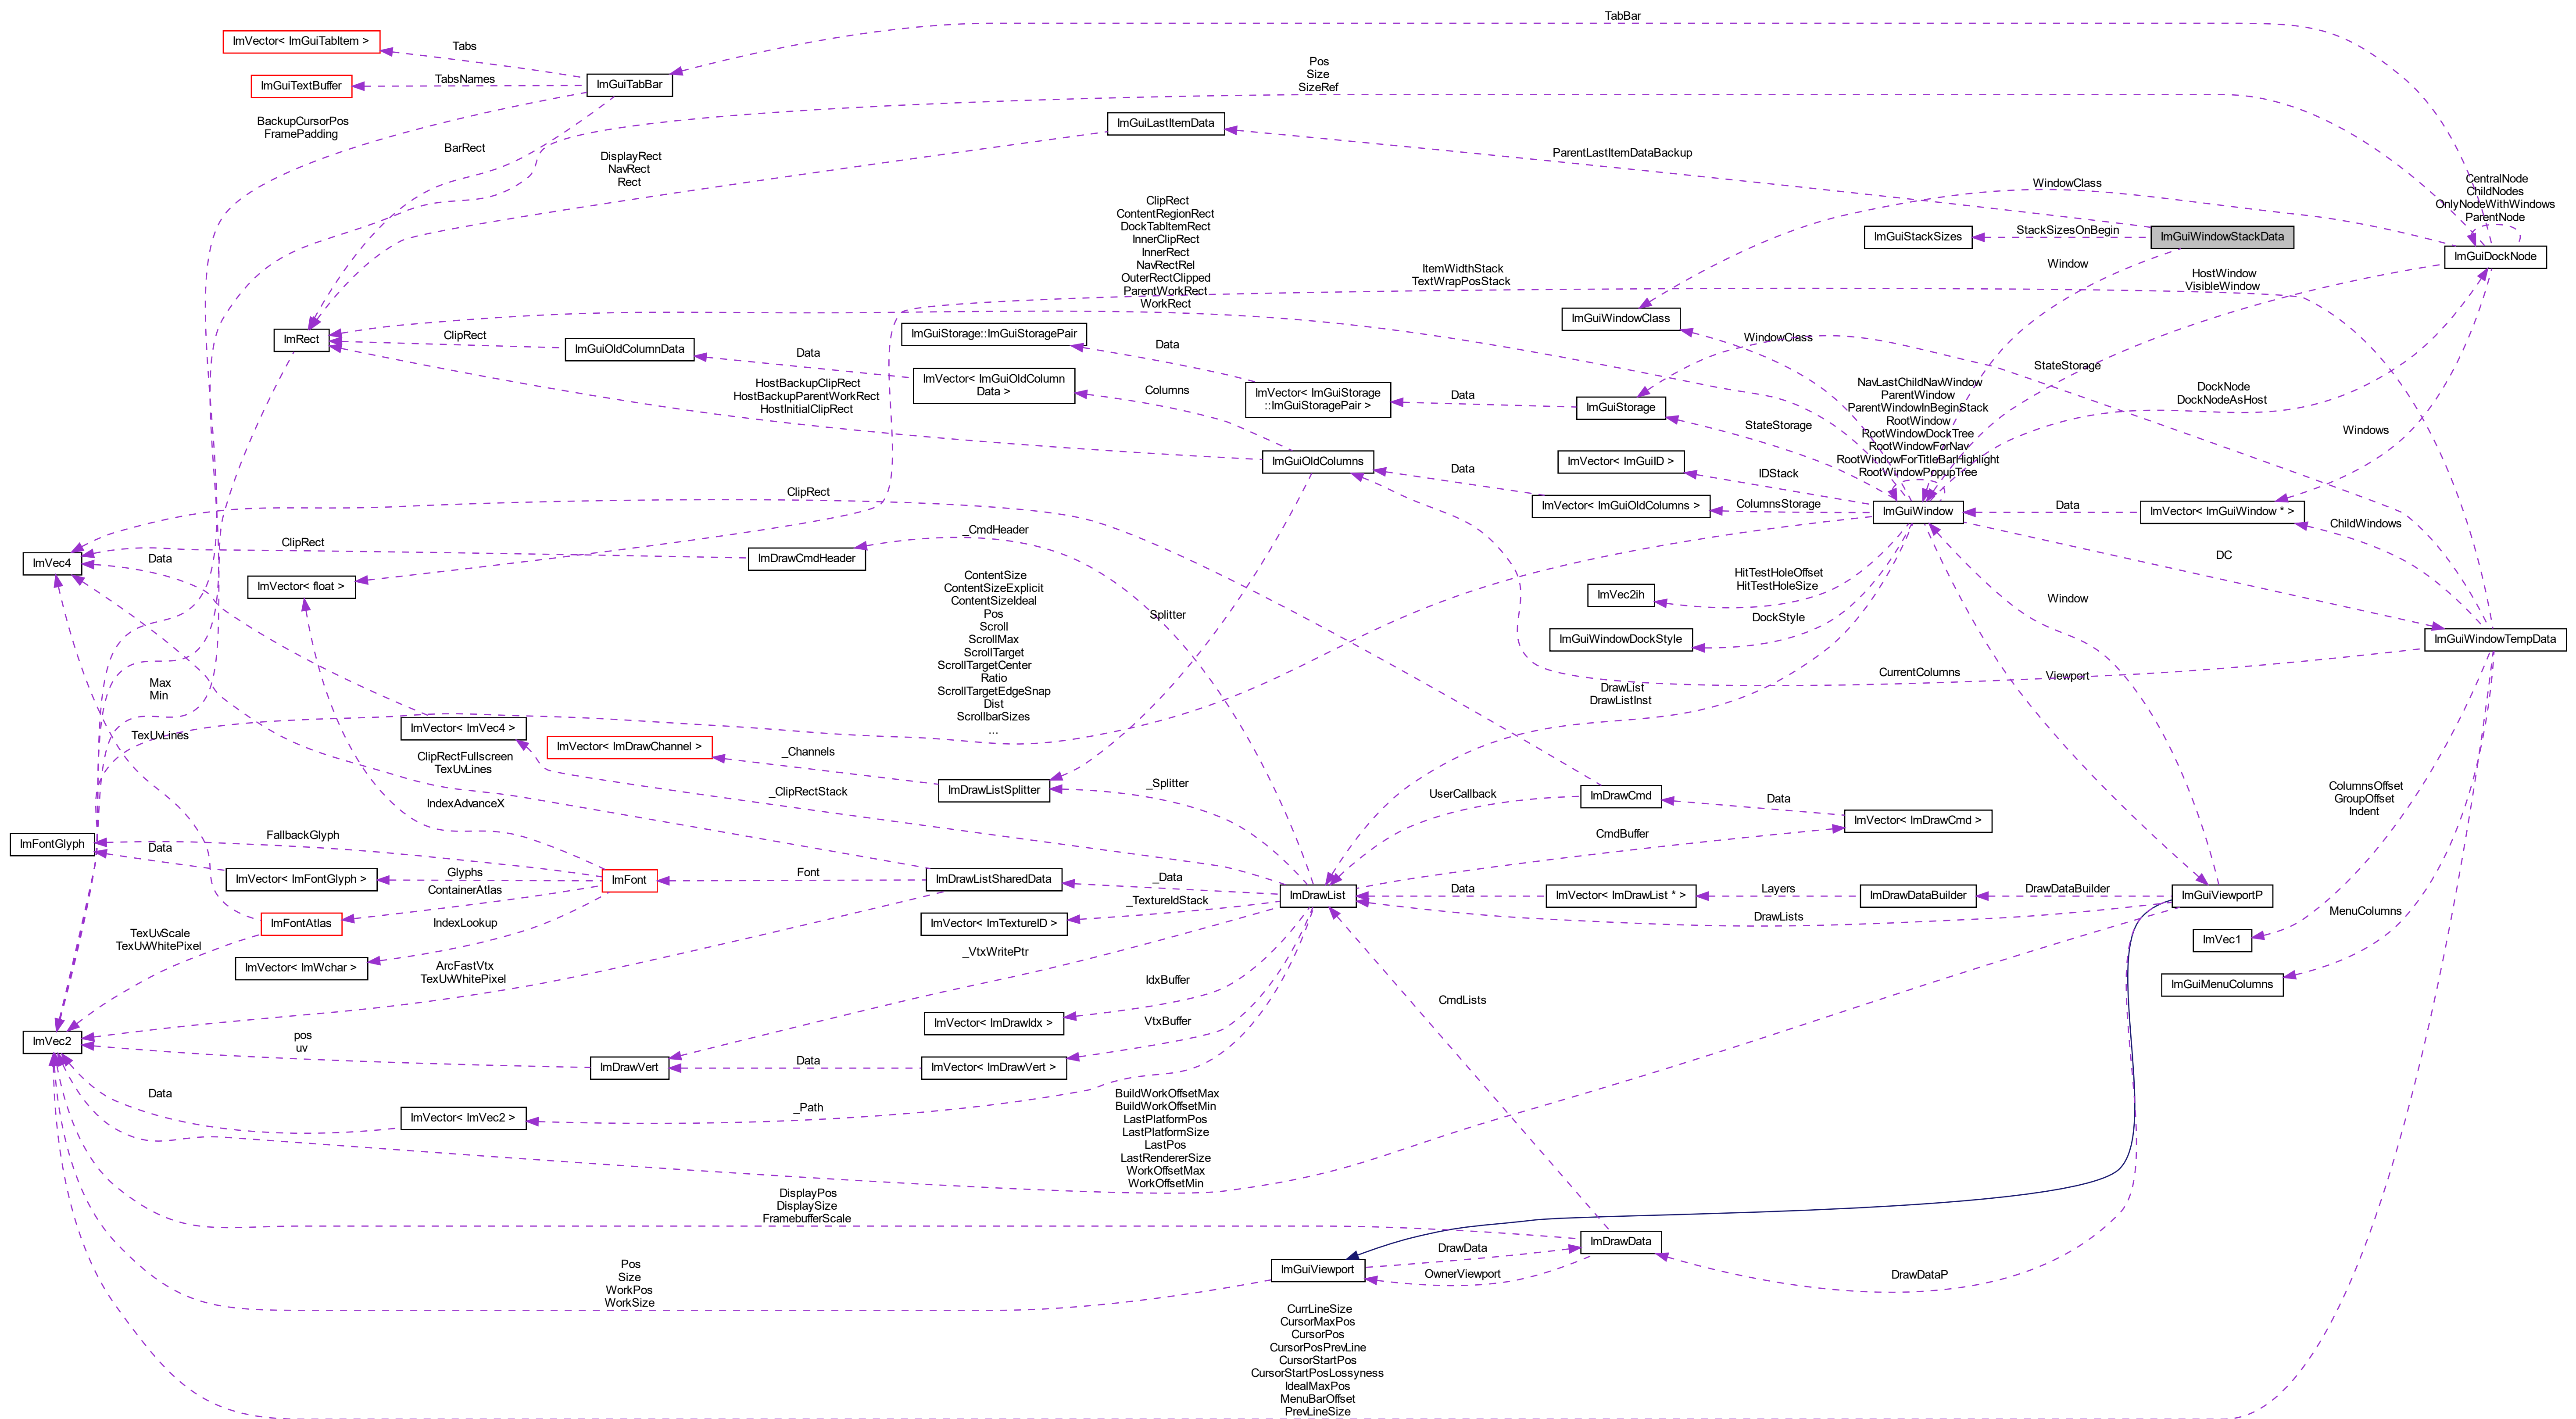 TabBar
ImVector< ImGuiTabItem >
Tabs
TabsNames
ImGuiTextBuffer
ImGuiTabBar
Pos
Size
SizeRef
BackupCursorPos
FramePadding
ImGuiLastItemData
BarRect
DisplayRect
NavRect
Rect
ParentLastItemDataBackup
WindowClass
CentralNode
ChildNodes
OnlyNodeWithWindows
ParentNode
ClipRect
ContentRegionRect
DockTabItemRect
InnerClipRect
InnerRect
NavRectRel
OuterRectClipped
ParentWorkRect
WorkRect
ImGuiStackSizes
StackSizesOnBegin
ImGuiWindowStackData
ImGuiDockNode
Window
ItemWidthStack
TextWrapPosStack
HostWindow
VisibleWindow
ImGuiWindowClass
ImRect
ClipRect
ImGuiOldColumnData
Data
ImGuiStorage::ImGuiStoragePair
Data
WindowClass
StateStorage
ImVector< ImGuiOldColumn
Data >
HostBackupClipRect
HostBackupParentWorkRect
HostInitialClipRect
Columns
ImVector< ImGuiStorage
::ImGuiStoragePair >
Data
ImGuiStorage
StateStorage
NavLastChildNavWindow
ParentWindow
ParentWindowInBeginStack
RootWindow
RootWindowDockTree
RootWindowForNav
RootWindowForTitleBarHighlight
RootWindowPopupTree
DockNode
DockNodeAsHost
Windows
ImGuiOldColumns
Data
ImVector< ImGuiID >
IDStack
ClipRect
ImVector< ImGuiOldColumns >
ColumnsStorage
ImGuiWindow
Data
ImVector< ImGuiWindow * >
ChildWindows
_CmdHeader
ClipRect
ImDrawCmdHeader
ImVec4
Data
ImVector< float >
DC
HitTestHoleOffset
HitTestHoleSize
ImVec2ih
Window
DockStyle
ImGuiWindowDockStyle
ImGuiWindowTempData
ContentSize
ContentSizeExplicit
ContentSizeIdeal
Pos
Scroll
ScrollMax
ScrollTarget
ScrollTargetCenter
Ratio
ScrollTargetEdgeSnap
Dist
ScrollbarSizes
...
Splitter
CurrentColumns
Viewport
Max
Min
DrawList
DrawListInst
TexUvLines
ImVector< ImVec4 >
ImVector< ImDrawChannel >
_Channels
ClipRectFullscreen
TexUvLines
_ClipRectStack
ImDrawListSplitter
_Splitter
UserCallback
ImDrawCmd
Data
ImVector< ImDrawCmd >
ColumnsOffset
GroupOffset
Indent
IndexAdvanceX
CmdBuffer
ImFontGlyph
FallbackGlyph
Data
ImVector< ImFontGlyph >
Glyphs
ImFont
Font
ImDrawListSharedData
_Data
ImDrawList
Data
ImVector< ImDrawList * >
Layers
ImDrawDataBuilder
DrawDataBuilder
ImGuiViewportP
ContainerAtlas
_TextureIdStack
DrawLists
MenuColumns
ImFontAtlas
IndexLookup
ImVector< ImTextureID >
TexUvScale
TexUvWhitePixel
ImVec1
_VtxWritePtr
ImVector< ImWchar >
ArcFastVtx
TexUvWhitePixel
IdxBuffer
ImGuiMenuColumns
CmdLists
ImVector< ImDrawIdx >
VtxBuffer
ImVec2
pos
uv
ImDrawVert
Data
ImVector< ImDrawVert >
Data
ImVector< ImVec2 >
_Path
BuildWorkOffsetMax
BuildWorkOffsetMin
LastPlatformPos
LastPlatformSize
LastPos
LastRendererSize
WorkOffsetMax
WorkOffsetMin
DisplayPos
DisplaySize
FramebufferScale
ImDrawData
DrawData
ImGuiViewport
OwnerViewport
DrawDataP
Pos
Size
WorkPos
WorkSize
CurrLineSize
CursorMaxPos
CursorPos
CursorPosPrevLine
CursorStartPos
CursorStartPosLossyness
IdealMaxPos
MenuBarOffset
PrevLineSize